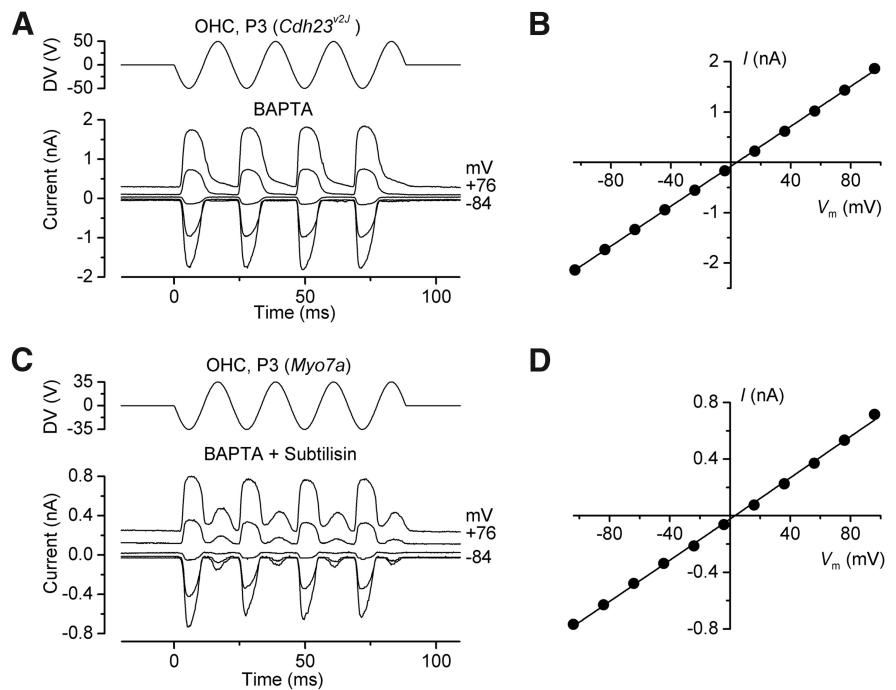 A
OHC, P3 (Cdh23v2J )
DV (V)
50
0
-50
BAPTA
Current (nA)
2
1
0
-1
-2
mV
+76
-84
0
50
100
Time (ms)
B
I (nA)
2
1
-1
-2
-80
-40
40
80
Vm (mV)
C
OHC, P3 (Myo7a)
DV (V)
35
0
-35
BAPTA + Subtilisin
Current (nA)
0.8
0.4
0.0
-0.4
-0.8
mV
+76
-84
0
50
100
Time (ms)
D
I (nA)
0.8
0.4
-0.4
-0.8
-80
-40
40
80
Vm (mV)